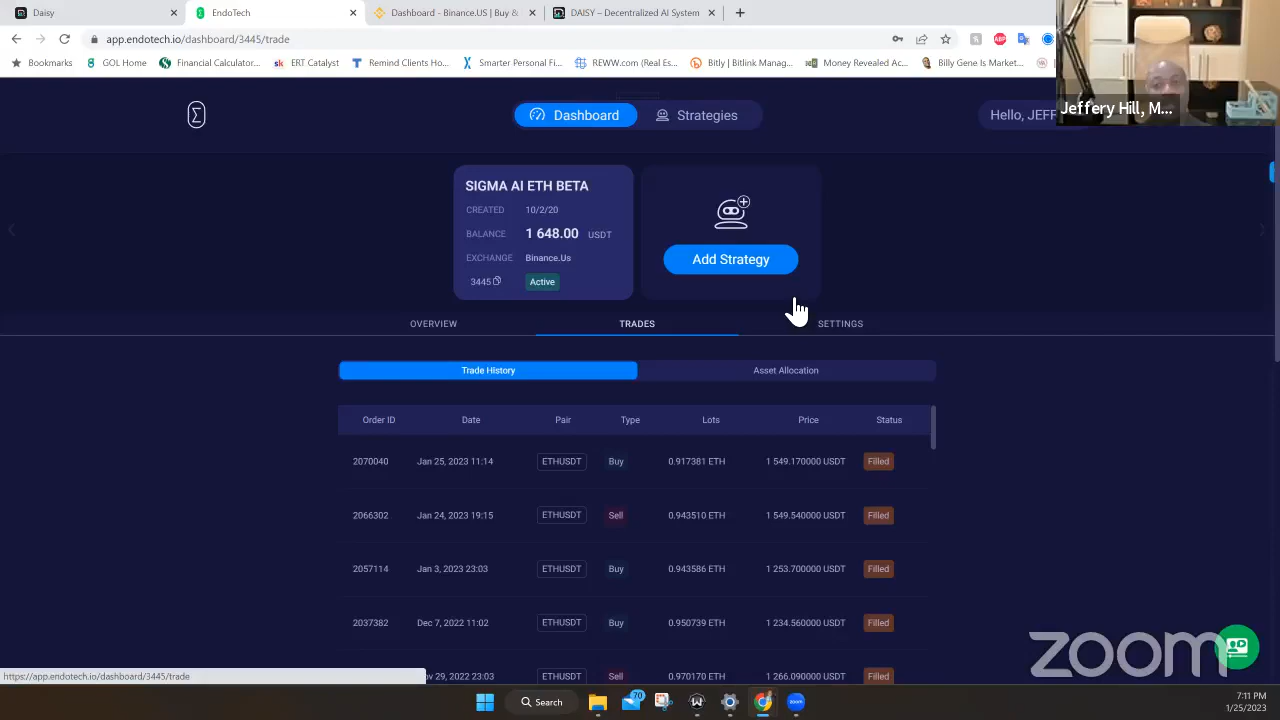 Daisy
EndoTech
Dashboard - Binance.US | Buy
DAISY – Decentralized AI System
app.endotech.io/dashboard/3445/trade
ABP
Bookmarks
GOL Home
Financial Calculator...
sk ERT Catalyst
Remind Clients Ho...
Smarter Personal Fi...
REWW.com (Real Es...
Bitly | Bitlink Manag...
Money Revealed Ac...
Billy Gene Is Market...
Jeffery Hill, M...
Dashboard
Strategies
Hello, JEFF
SIGMA AI ETH BETA
CREATED 10/2/20
BALANCE 1 648.00 USDT
EXCHANGE Binance.Us
3445 Active
Add Strategy
OVERVIEW
TRADES
SETTINGS
Trade History
Asset Allocation
Order ID Date Pair Type Lots Price Status
2070040 Jan 25, 2023 11:14 ETHUSDT Buy 0.917381 ETH 1 549.170000 USDT Filled
2066302 Jan 24, 2023 19:15 ETHUSDT Sell 0.943510 ETH 1 549.540000 USDT Filled
2057114 Jan 3, 2023 23:03 ETHUSDT Buy 0.943586 ETH 1 253.700000 USDT Filled
2037382 Dec 7, 2022 11:02 ETHUSDT Buy 0.950739 ETH 1 234.560000 USDT Filled
29, 2022 23:03 ETHUSDT Sell 0.970170 ETH 1 266.090000 USDT Filled
https://app.endotech.io/dashboard/3445/trade
zoom
Search
70
zoom
7:11 PM
1/25/2023